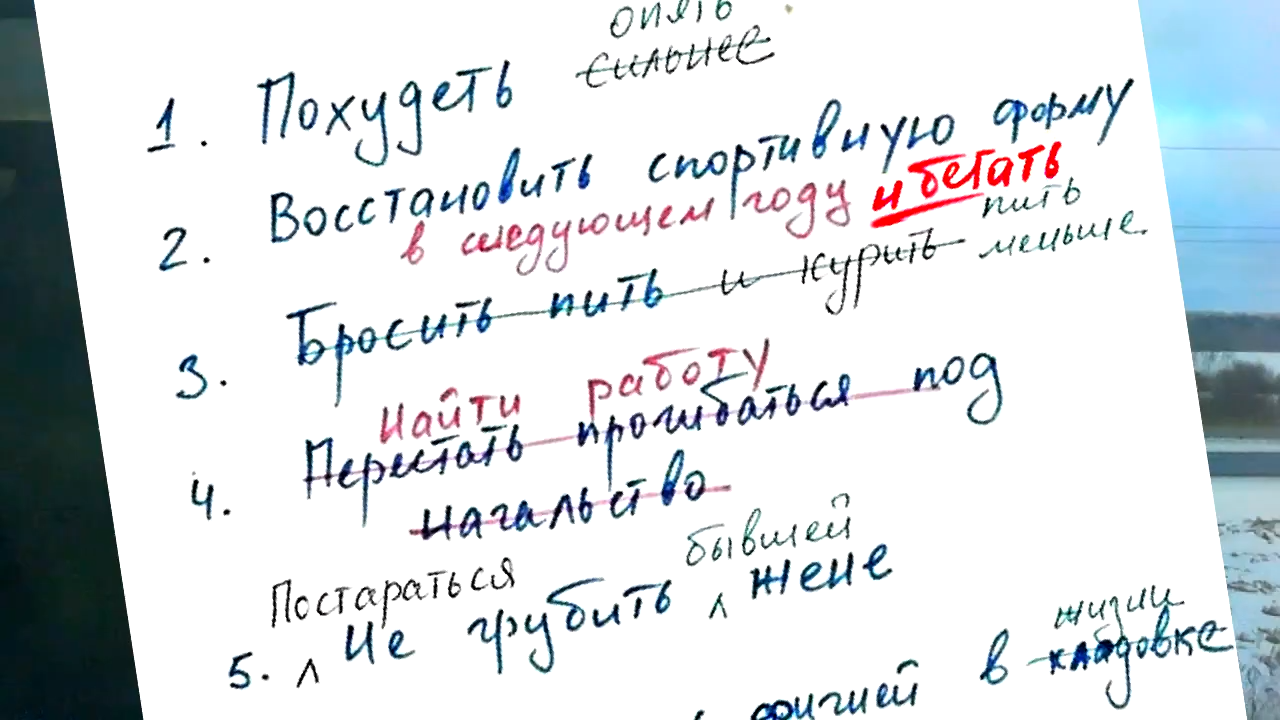 опять
1. Похудеть сильнее
2. Восстановить спортивную форму
в следующем году и бегать
пить
3. Бросить пить и курить меньше.
Найти работу
4. Перестать прогибаться под
начальство
бывшей
Постараться
5. ^ Не грубить ^ жене
жизни
в кладовке